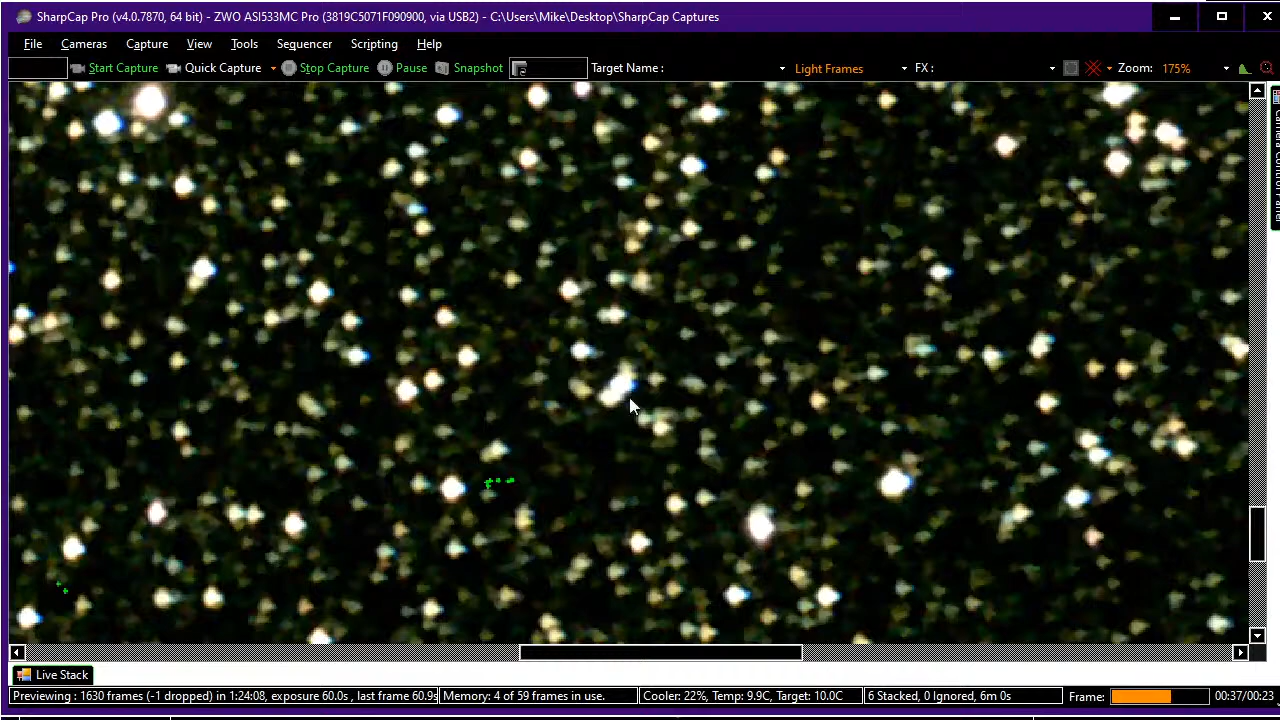 SharpCap Pro (v4.0.7870, 64 bit) - ZWO ASI533MC Pro (3819C5071F090900, via USB2) - C:\Users\Mike\Desktop\SharpCap Captures
File Cameras Capture View Tools Sequencer Scripting Help
Start Capture Quick Capture Stop Capture Pause Snapshot Target Name : Light Frames FX : Zoom: 175%
Live Stack
Previewing : 1630 frames (-1 dropped) in 1:24:08, exposure 60.0s , last frame 60.9s Memory: 4 of 59 frames in use. Cooler: 22%, Temp: 9.9C, Target: 10.0C 6 Stacked, 0 Ignored, 6m 0s Frame: 00:37/00:23